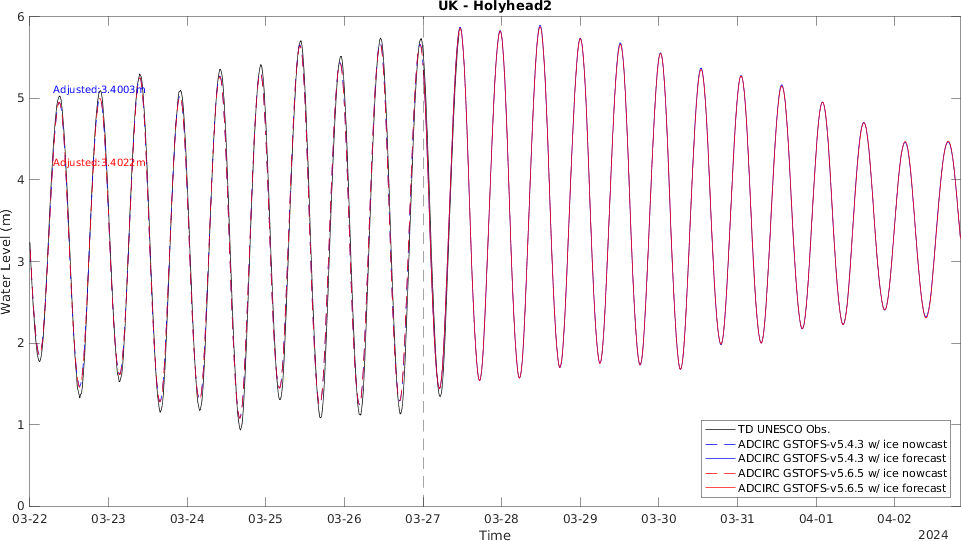 UK - Holyhead2
6
5
4
3
2
1
0
Water Level (m)
Adjusted:3.4003m
Adjusted:3.4022m
TD UNESCO Obs.
ADCIRC GSTOFS-v5.4.3 w/ ice nowcast
ADCIRC GSTOFS-v5.4.3 w/ ice forecast
ADCIRC GSTOFS-v5.6.5 w/ ice nowcast
ADCIRC GSTOFS-v5.6.5 w/ ice forecast
03-22 03-23 03-24 03-25 03-26 03-27 03-28 03-29 03-30 03-31 04-01 04-02
Time
2024